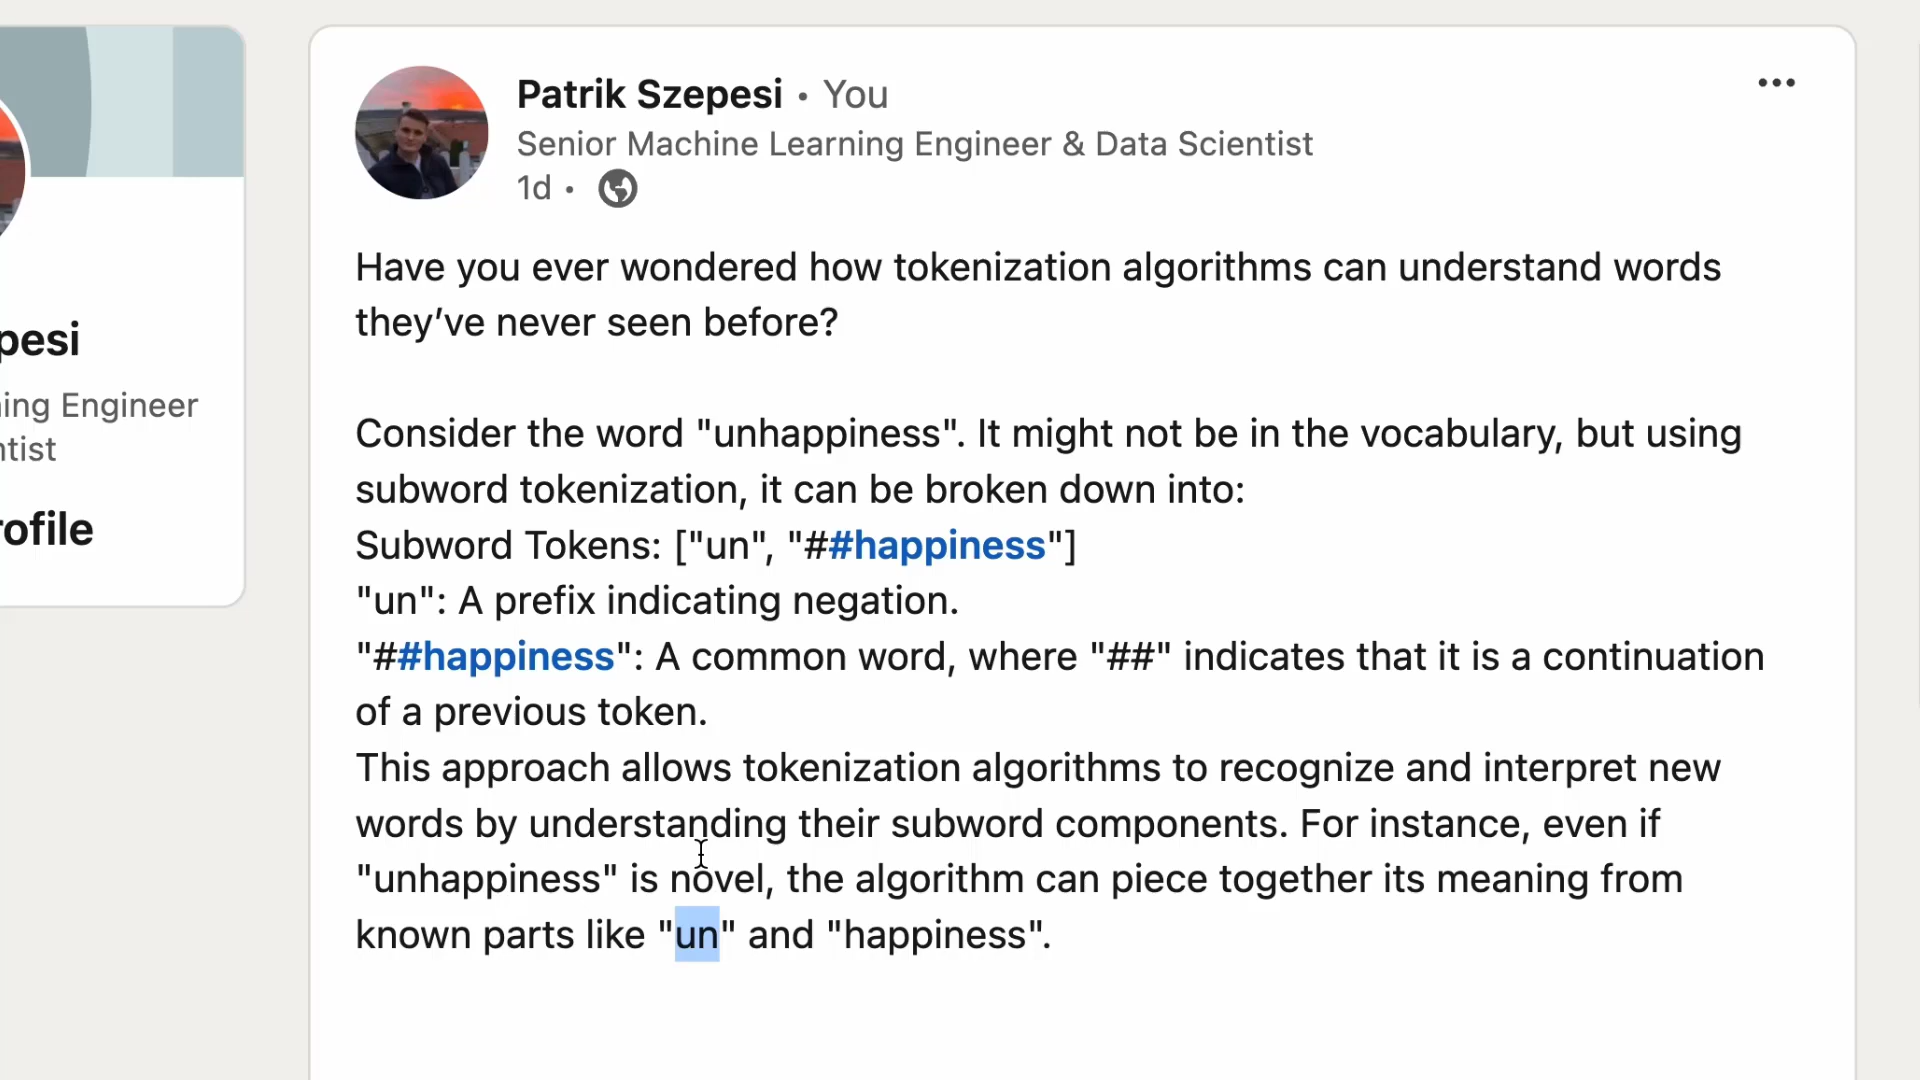 pesi
ing Engineer
ntist
rofile
Patrik Szepesi • You
Senior Machine Learning Engineer & Data Scientist
1d •
Have you ever wondered how tokenization algorithms can understand words
they’ve never seen before?
Consider the word "unhappiness". It might not be in the vocabulary, but using
subword tokenization, it can be broken down into:
Subword Tokens: ["un", "##happiness"]
"un": A prefix indicating negation.
"##happiness": A common word, where "##" indicates that it is a continuation
of a previous token.
This approach allows tokenization algorithms to recognize and interpret new
words by understanding their subword components. For instance, even if
"unhappiness" is novel, the algorithm can piece together its meaning from
known parts like "un" and "happiness".